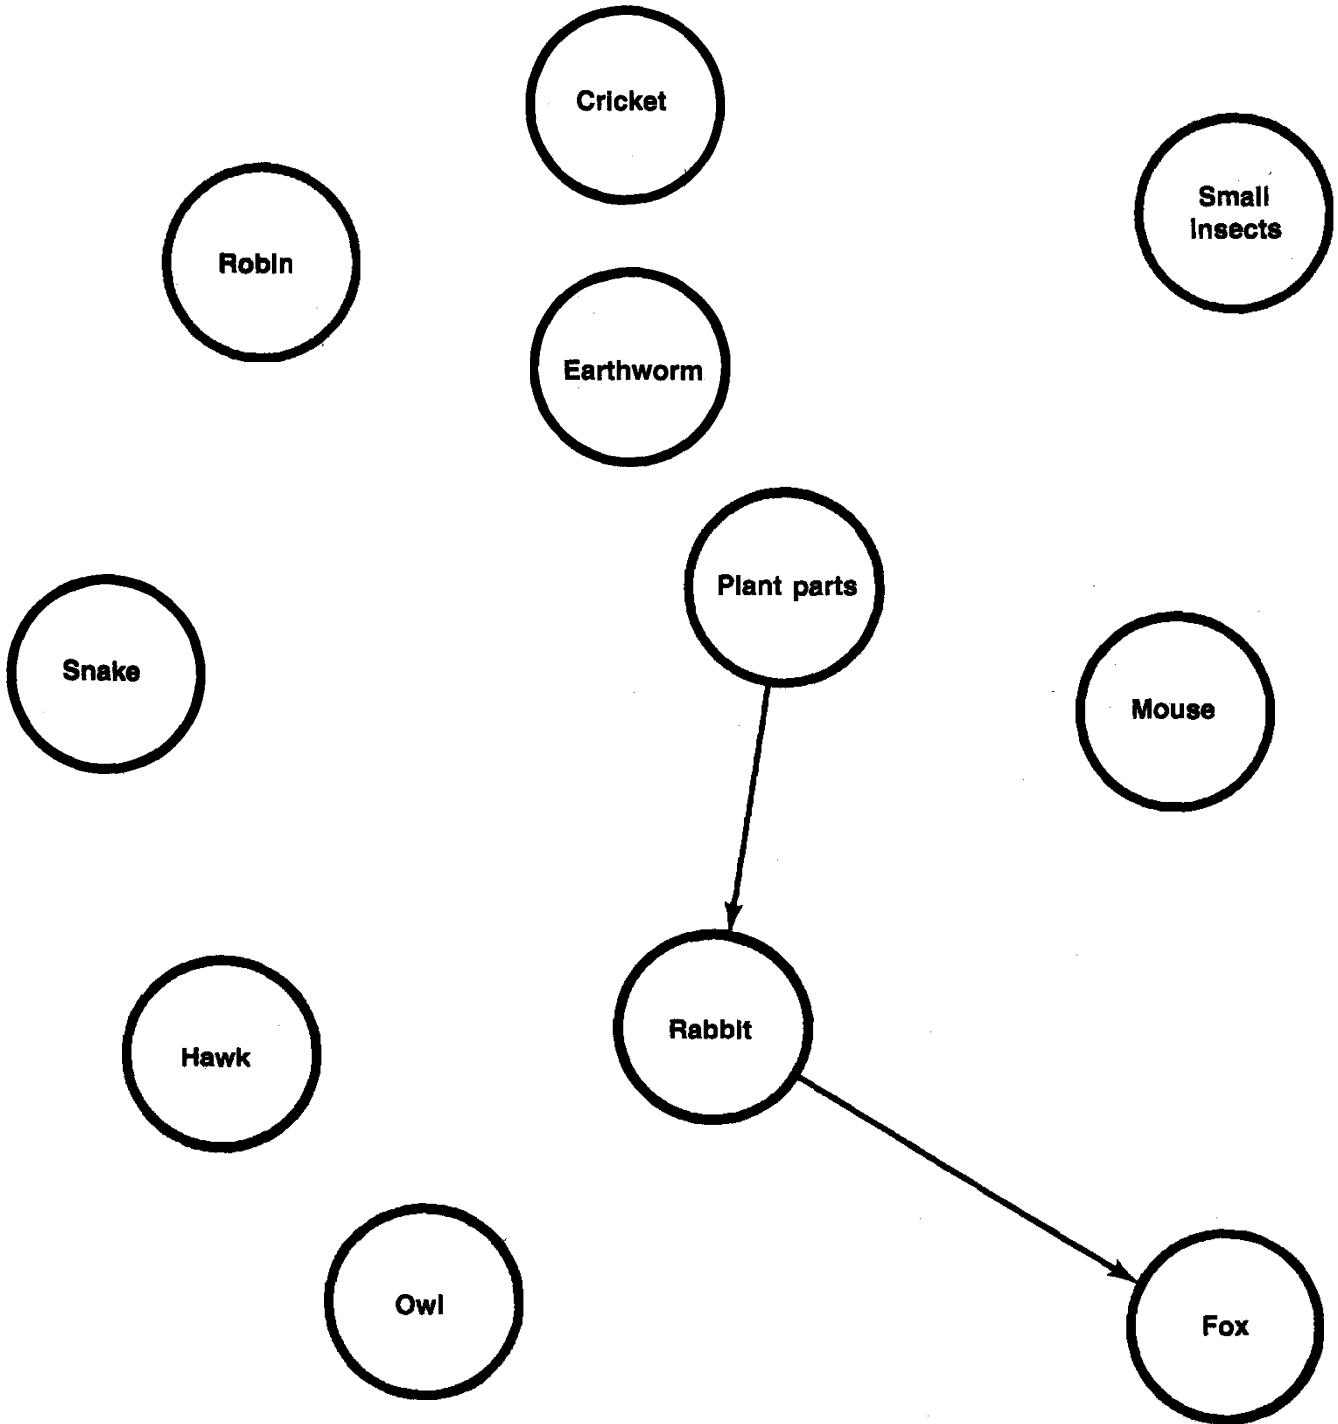 Cricket
Small
insects
Robin
Earthworm
Plant parts
Snake
Mouse
Rabbit
Hawk
Owl
Fox